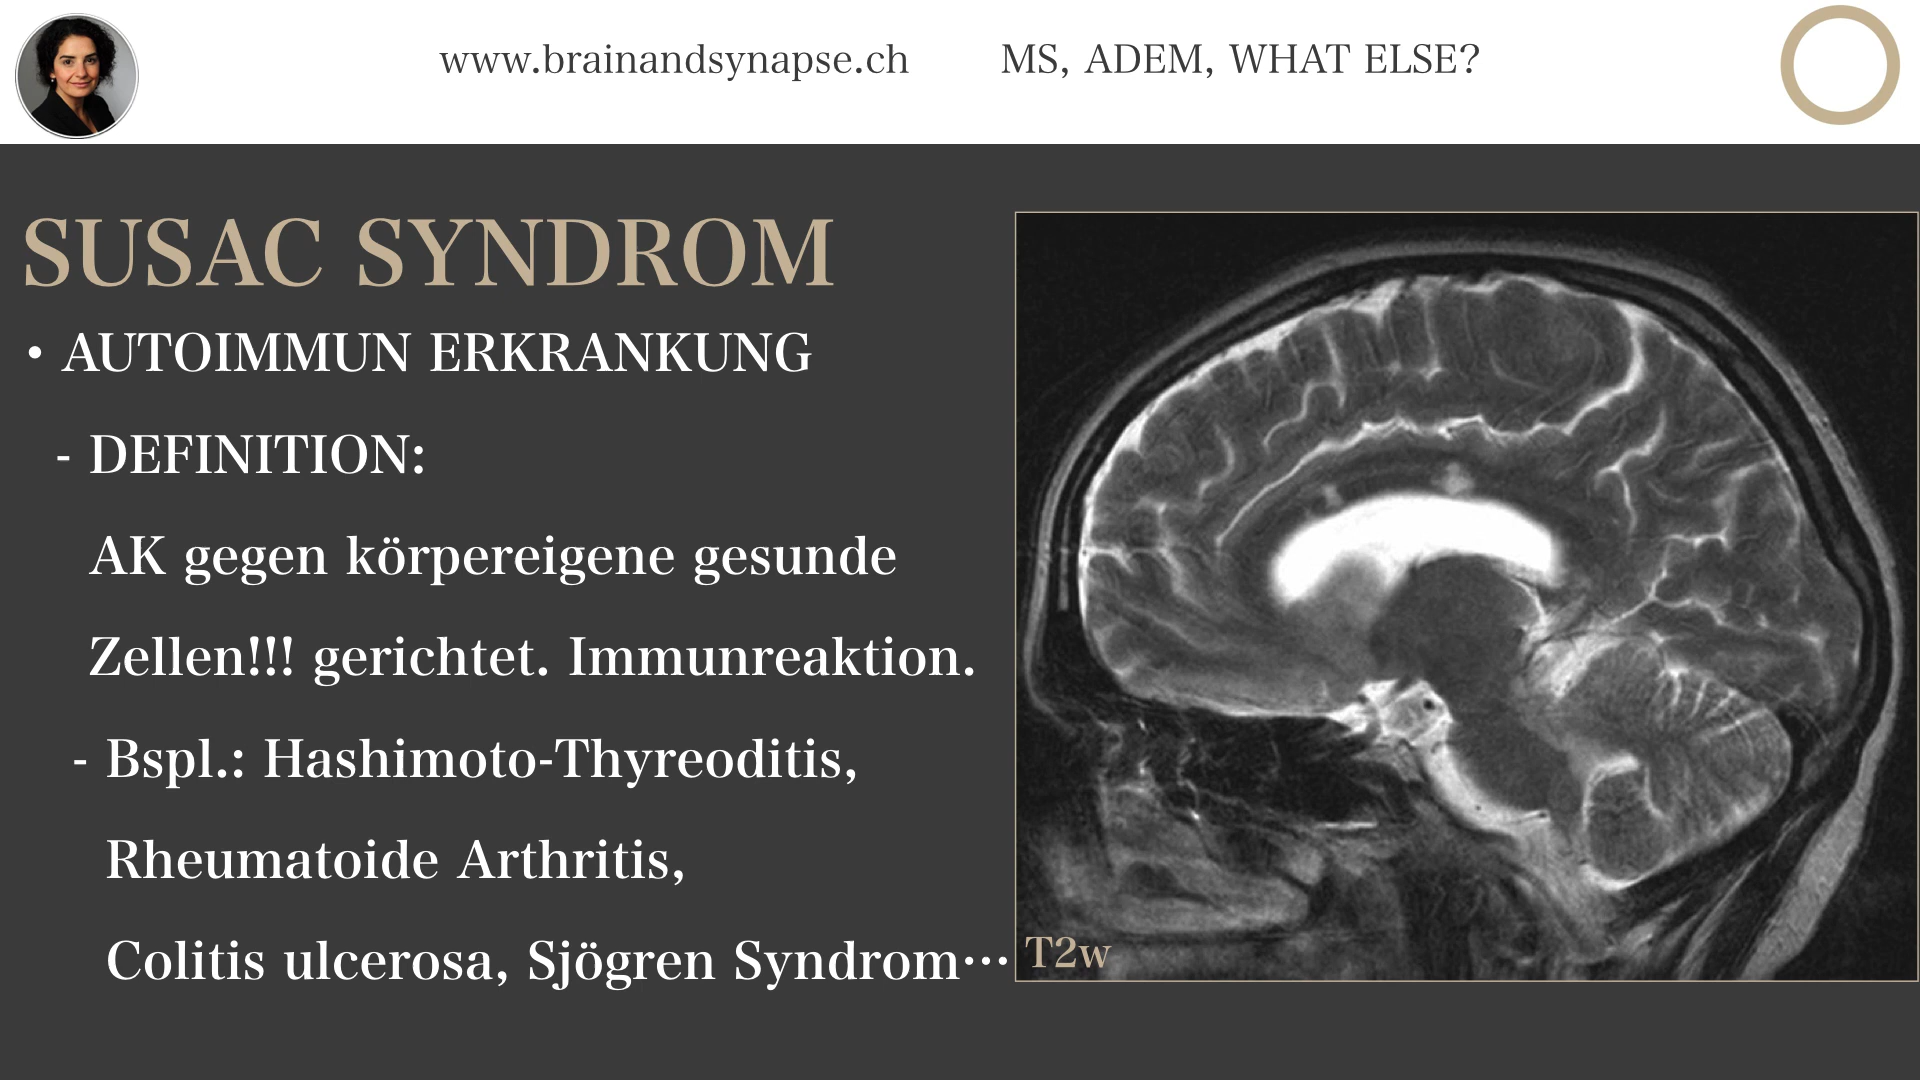 www.brainandsynapse.ch MS, ADEM, WHAT ELSE?
SUSAC SYNDROM
• AUTOIMMUN ERKRANKUNG
- DEFINITION:
AK gegen körpereigene gesunde
Zellen!!! gerichtet. Immunreaktion.
- Bspl.: Hashimoto-Thyreoditis,
Rheumatoide Arthritis,
Colitis ulcerosa, Sjögren Syndrom…
T2w